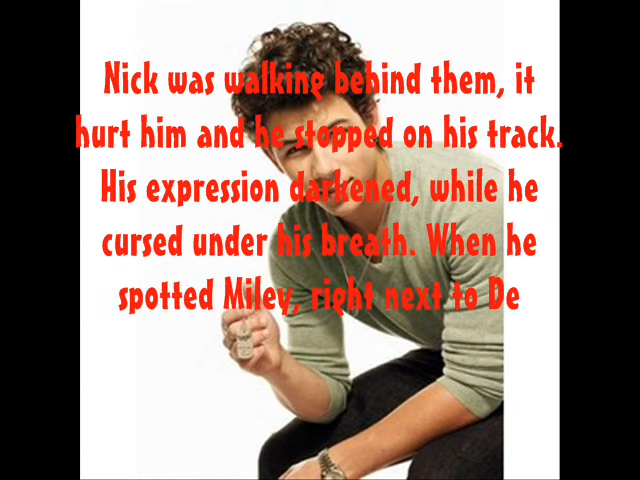 Nick was walking behind them, it
hurt him and he stopped on his track.
His expression darkened, while he
cursed under his breath. When he
spotted Miley, right next to De